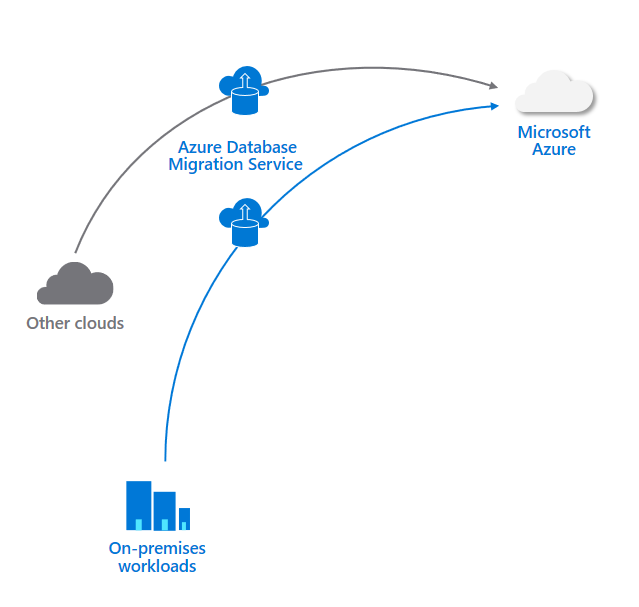 Azure Database
Migration Service
Microsoft
Azure
Other clouds
On-premises
workloads